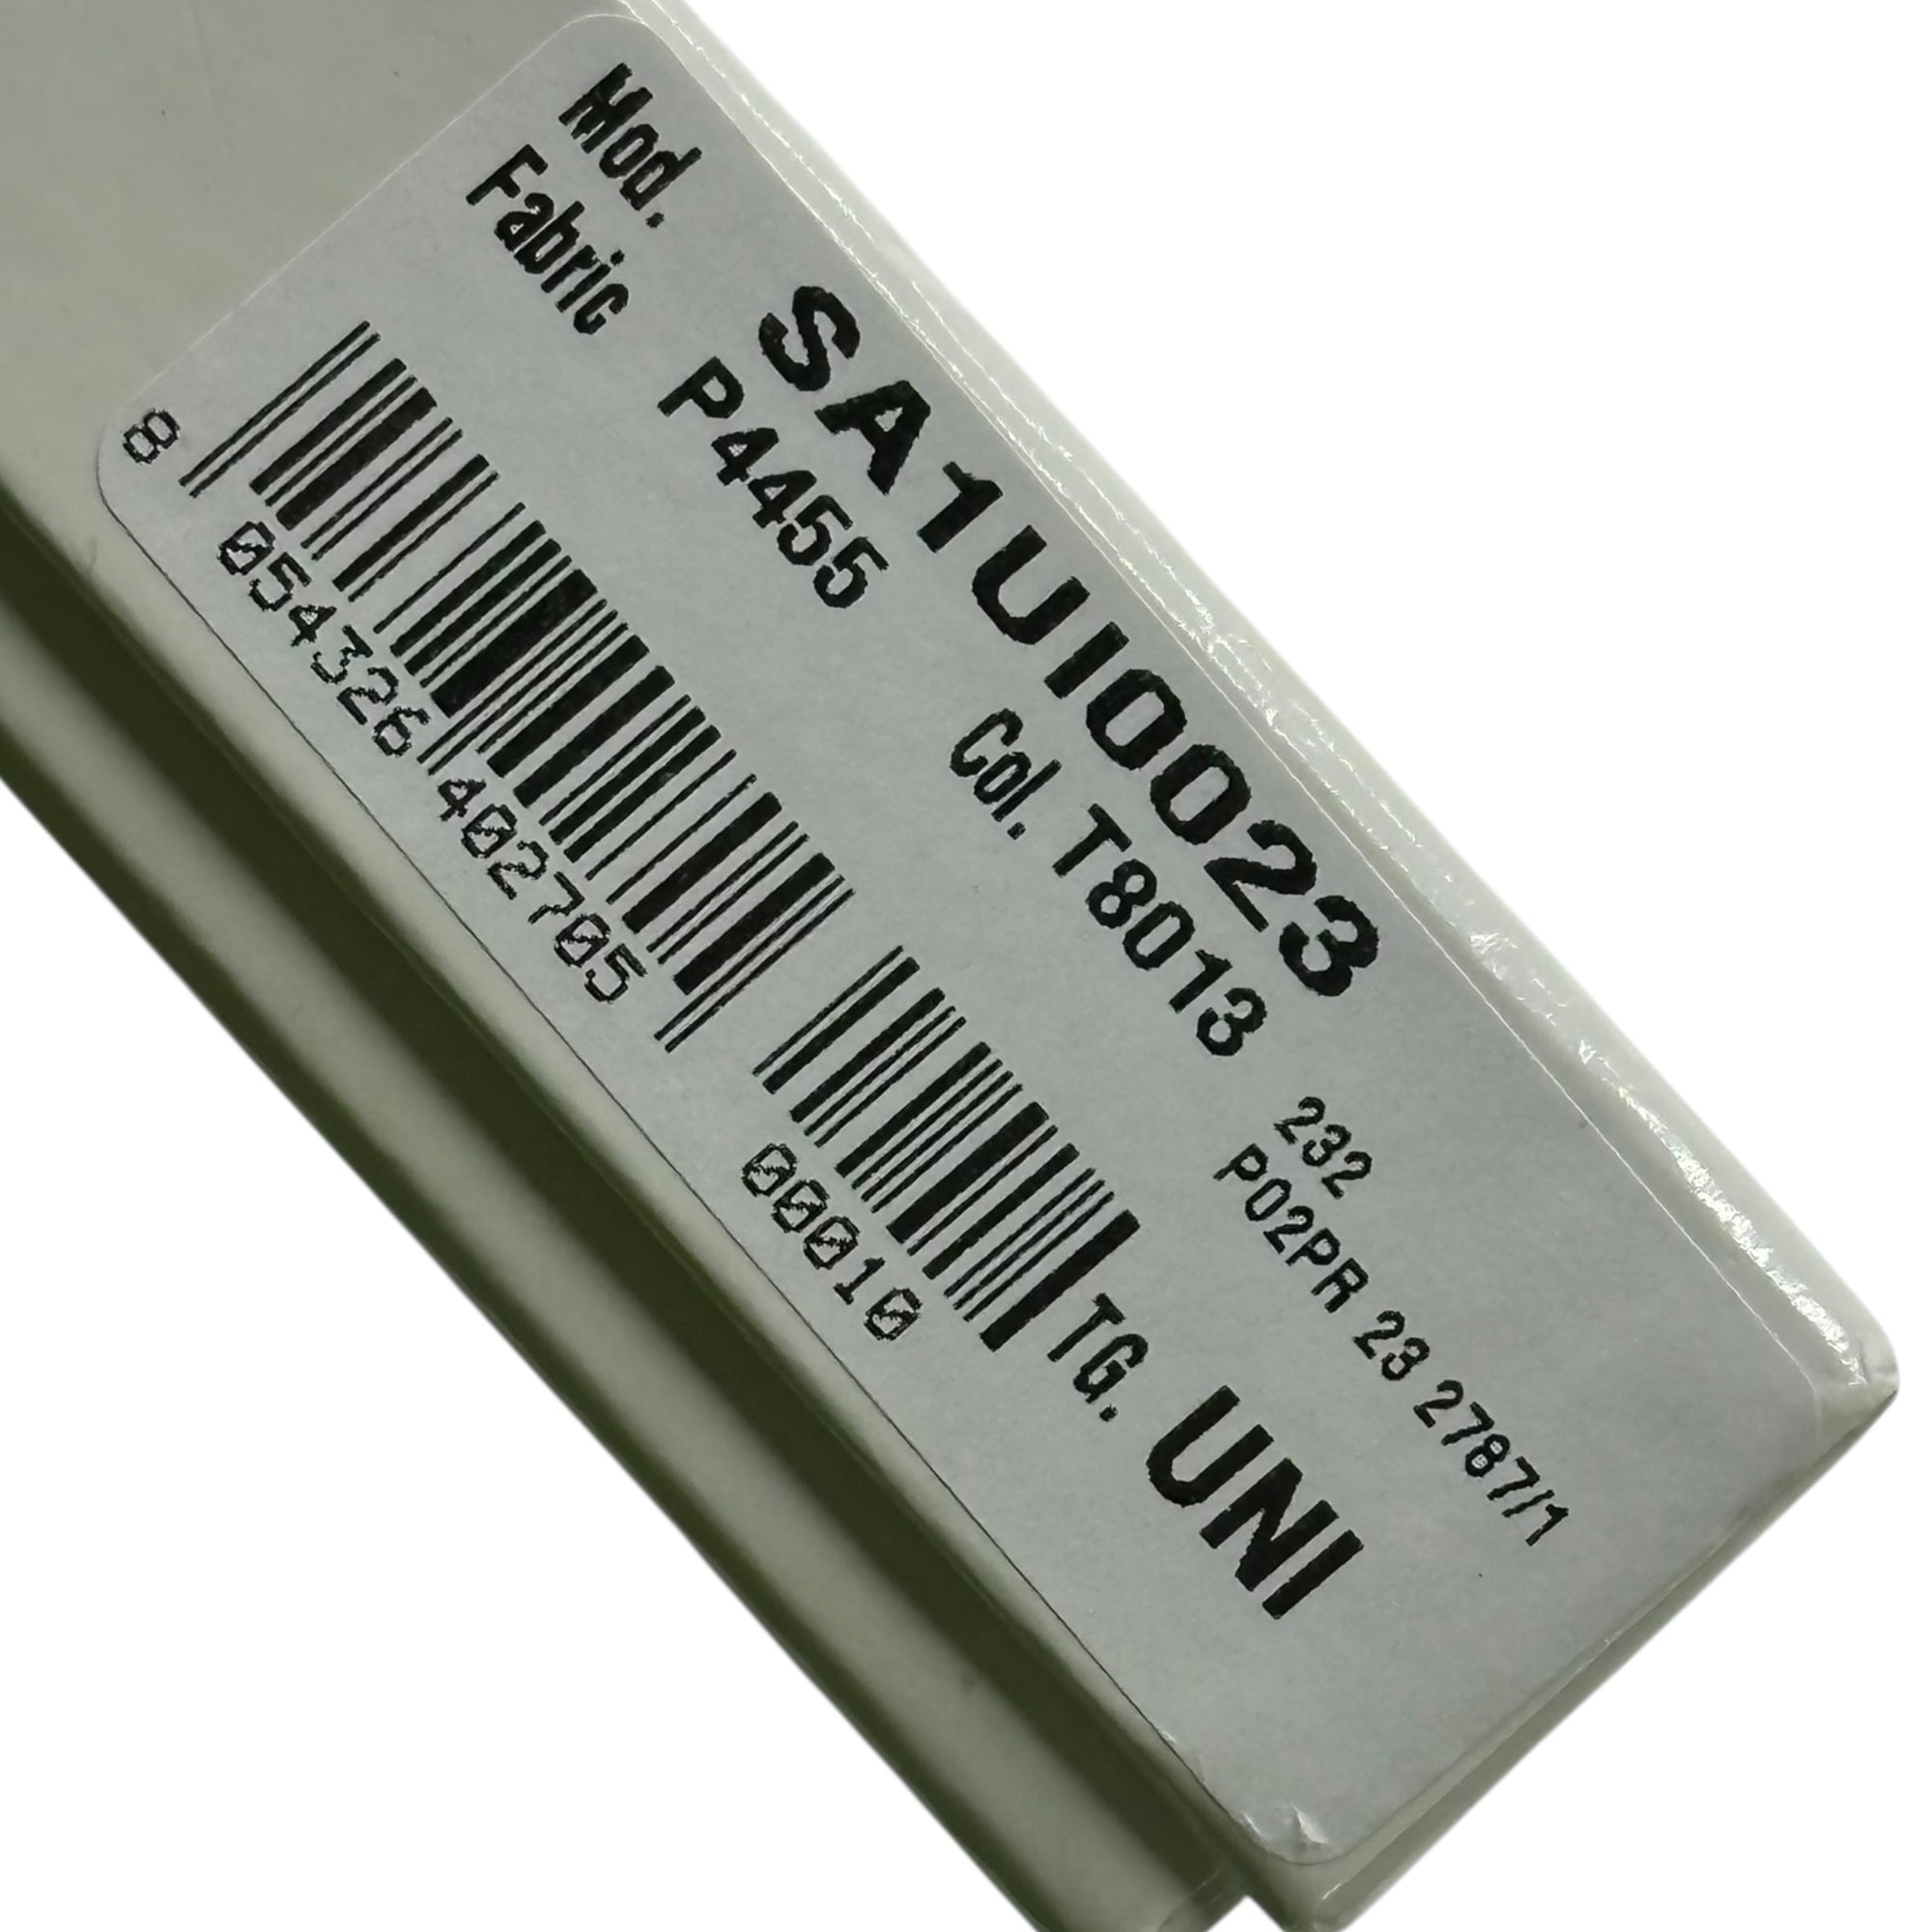 Mod. SA1UI0023
Fabric P4455 Col. T8013 232
P02PR 23 2787/1
8 054326 402705 00010 TG. UNI